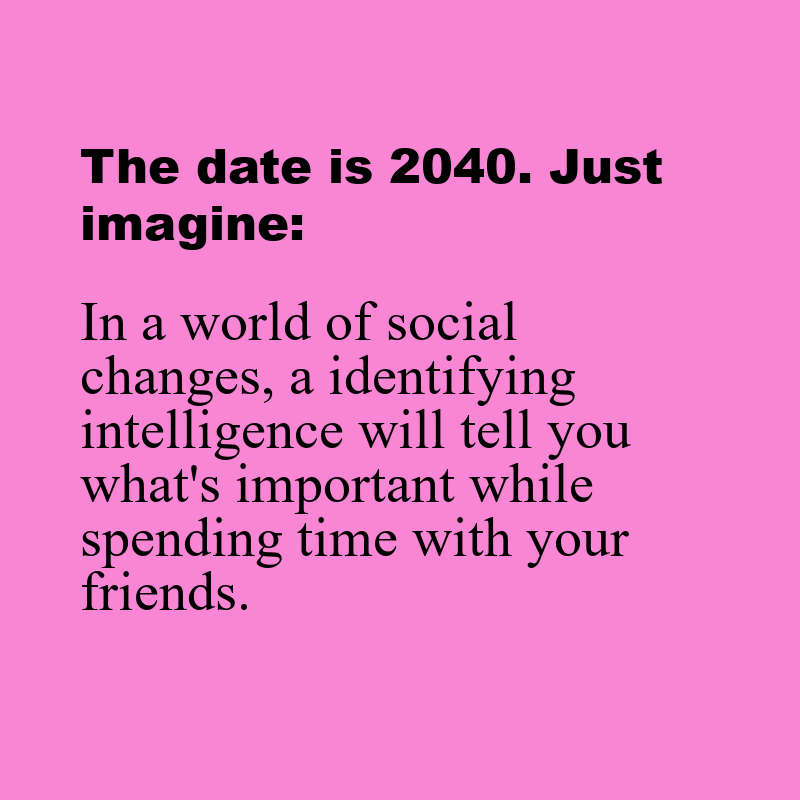 The date is 2040. Just
imagine:
In a world of social
changes, a identifying
intelligence will tell you
what's important while
spending time with your
friends.